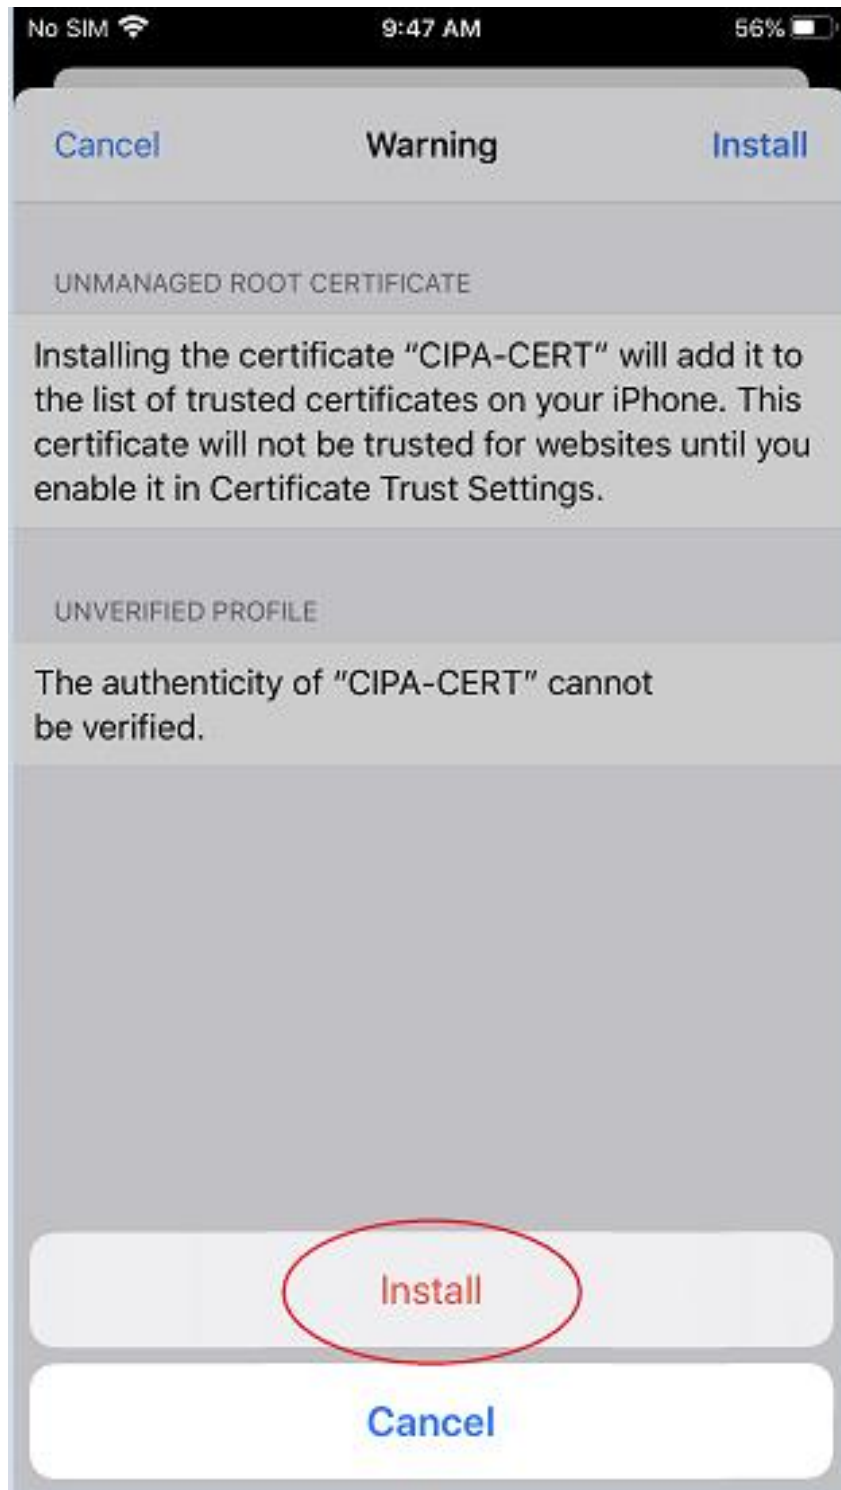 No SIM 9:47 AM 56%
Cancel Warning Install
UNMANAGED ROOT CERTIFICATE
Installing the certificate “CIPA-CERT” will add it to
the list of trusted certificates on your iPhone. This
certificate will not be trusted for websites until you
enable it in Certificate Trust Settings.
UNVERIFIED PROFILE
The authenticity of “CIPA-CERT” cannot
be verified.
Install
Cancel